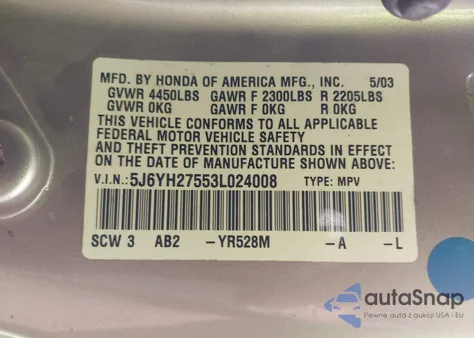 MFD. BY HONDA OF AMERICA MFG., INC. 5/03
GVWR 4450LBS GAWR F 2300LBS R 2205LBS
GVWR 0KG GAWR F 0KG R 0KG
THIS VEHICLE CONFORMS TO ALL APPLICABLE
FEDERAL MOTOR VEHICLE SAFETY
AND THEFT PREVENTION STANDARDS IN EFFECT
ON THE DATE OF MANUFACTURE SHOWN ABOVE:
V.I.N.:5J6YH27553L024008 TYPE: MPV
SCW 3 AB2 -YR528M -A -L
autoSnap
Pewne auta z aukcji USA i EU